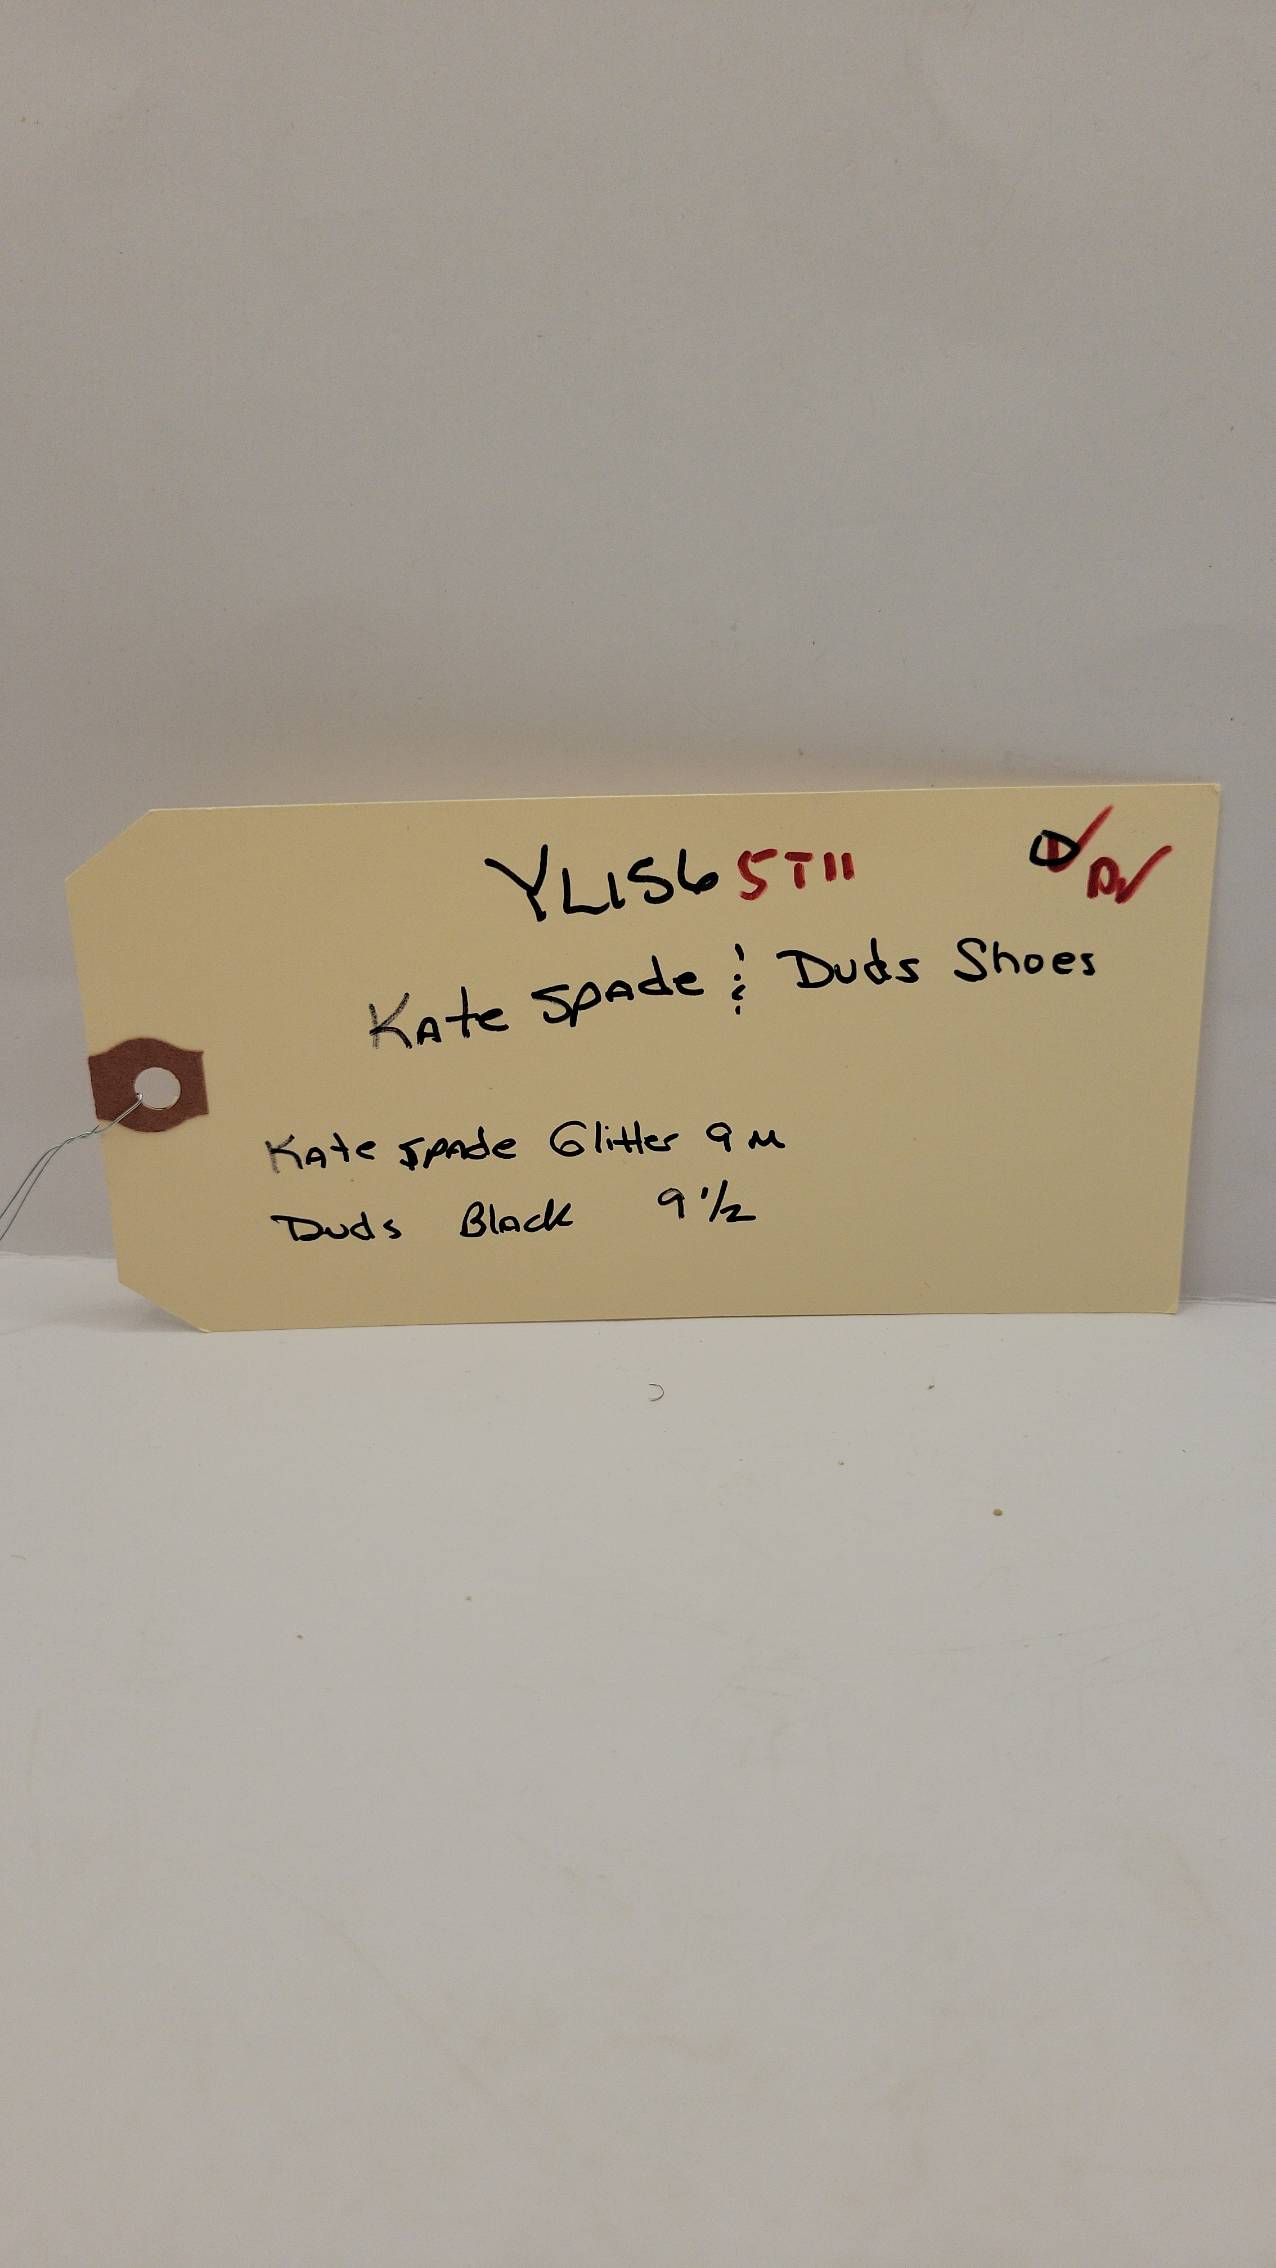 YL156 5T11
Kate Spade & Duds Shoes
Kate Spade Glitter 9 M
Duds Black 9 1/2